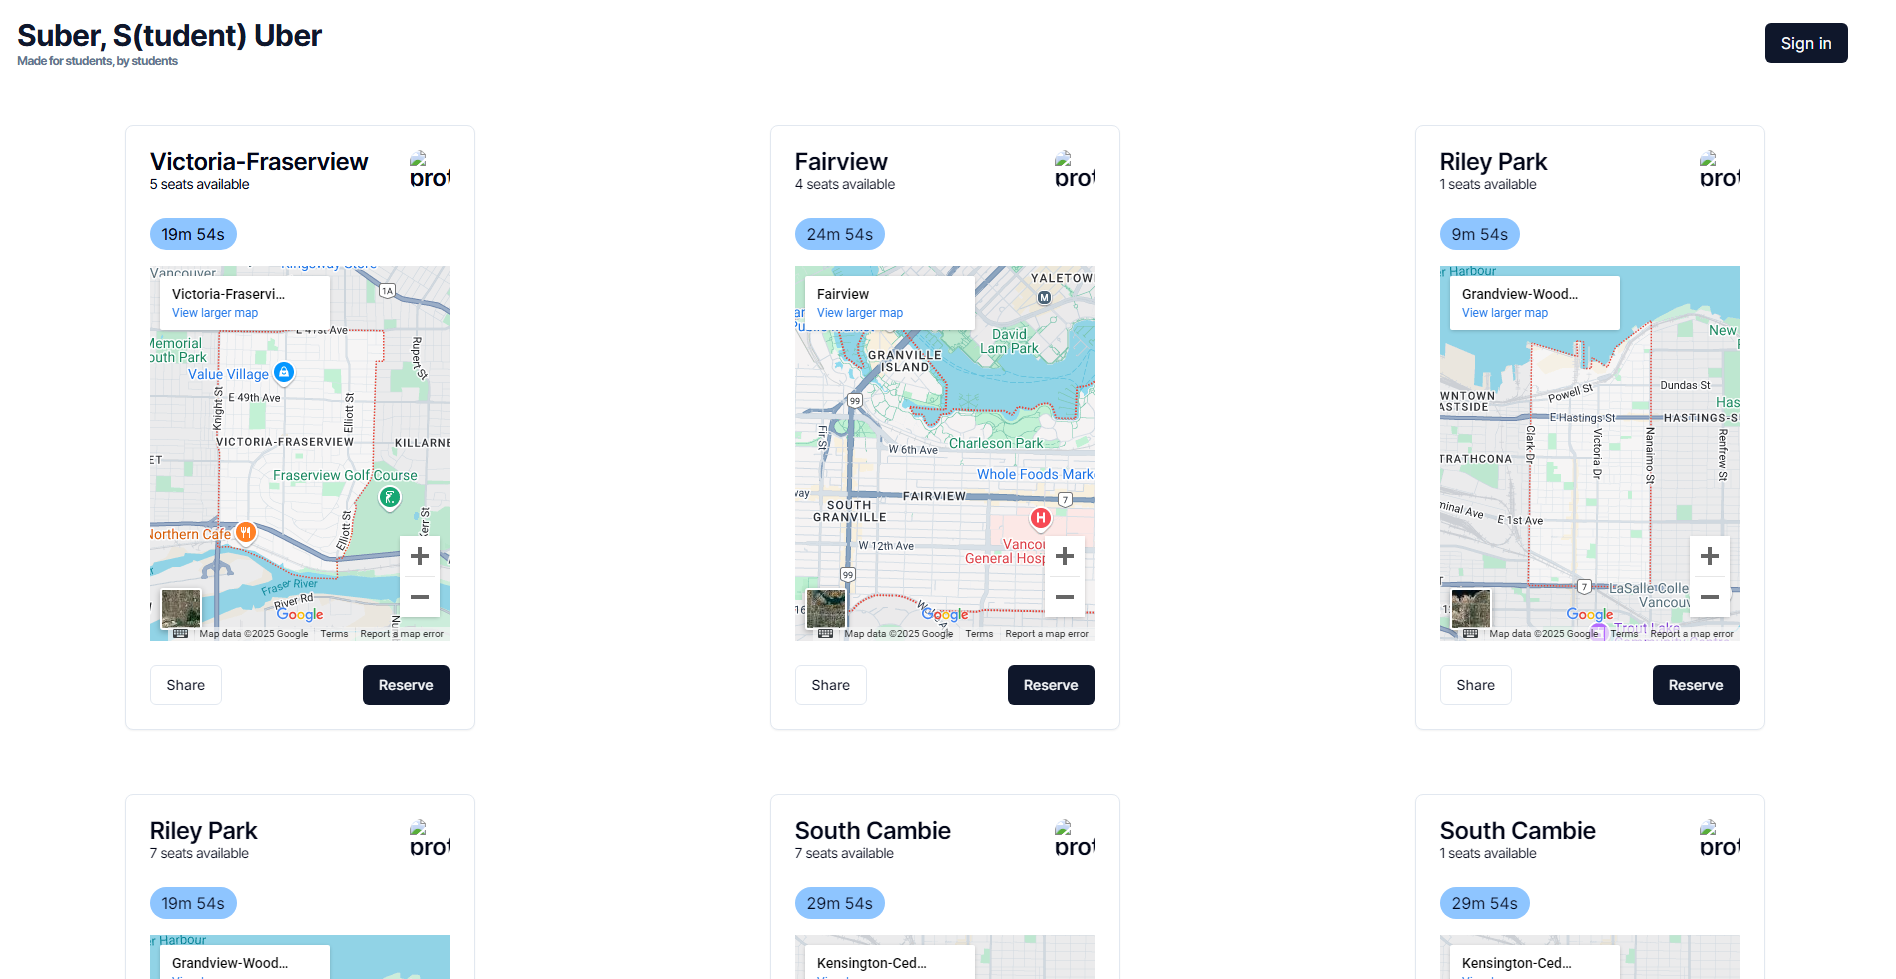 Suber, S(tudent) Uber
Made for students, by students
Sign in
Victoria-Fraserview
5 seats available
19m 54s
Vancouver
Kingsway Store
Victoria-Fraservi...
View larger map
1A
E 41st Ave
Memorial
outh Park
Rupert St
Value Village
Knight St
E 49th Ave
Elliott St
VICTORIA-FRASERVIEW
KILLARNE
ET
Fraserview Golf Course
Northern Cafe
Elliott St
Kerr St
Fraser River
River Rd
Google
Map data ©2025 Google
Terms
Report a map error
Share
Reserve
Fairview
4 seats available
24m 54s
YALETOW
M
Fairview
View larger map
David
Lam Park
GRANVILLE
ISLAND
99
Fir St
Charleson Park
W 6th Ave
Whole Foods Mark
way
FAIRVIEW
7
SOUTH
GRANVILLE
H
W 12th Ave
Vancou
General Hosp
99
16
Google
Map data ©2025 Google
Terms
Report a map error
Share
Reserve
Riley Park
1 seats available
9m 54s
er Harbour
Grandview-Wood...
View larger map
New
Powell St
Dundas St
WNTOWN
ASTSIDE
Has
E Hastings St
HASTINGS-S
Clark Dr
Victoria Dr
Nanaimo St
Renfrew St
TRATHCONA
minal Ave
E 1st Ave
7
LaSalle Colle
Vancouv
Google
Trout Lake
Map data ©2025 Google
Terms
Report a map error
Share
Reserve
Riley Park
7 seats available
19m 54s
er Harbour
Grandview-Wood...
South Cambie
7 seats available
29m 54s
Kensington-Ced...
South Cambie
1 seats available
29m 54s
Kensington-Ced...